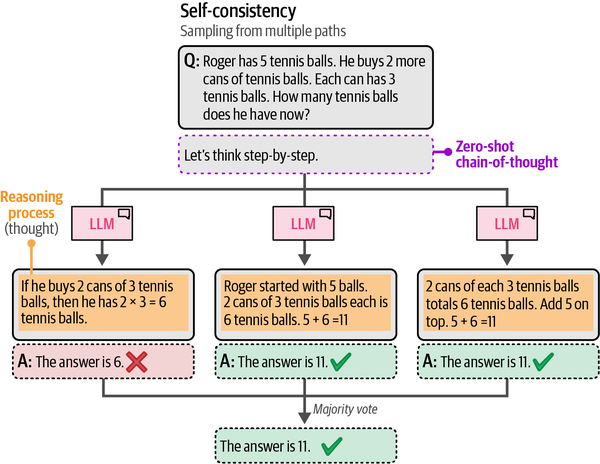 Self-consistency
Sampling from multiple paths
Q: Roger has 5 tennis balls. He buys 2 more
cans of tennis balls. Each can has 3
tennis balls. How many tennis balls
does he have now?
Let's think step-by-step.
Zero-shot
chain-of-thought
Reasoning
process
(thought)
LLM
LLM
LLM
If he buys 2 cans of 3 tennis
balls, then he has 2 × 3 = 6
tennis balls.
Roger started with 5 balls.
2 cans of 3 tennis balls each is
6 tennis balls. 5 + 6 =11
2 cans of each 3 tennis balls
totals 6 tennis balls. Add 5 on
top. 5 + 6 =11
A: The answer is 6.
A: The answer is 11.
A: The answer is 11.
Majority vote
The answer is 11.